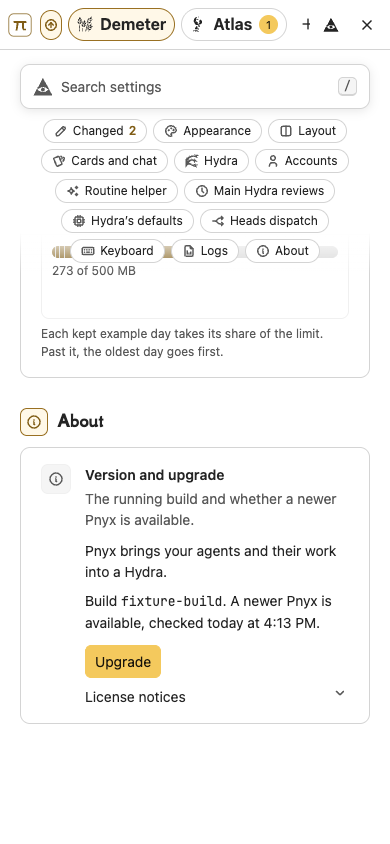 π Demeter Atlas 1
Search settings /
Changed 2 Appearance Layout
Cards and chat Hydra Accounts
Routine helper Main Hydra reviews
Hydra's defaults Heads dispatch
Keyboard Logs About
273 of 500 MB
Each kept example day takes its share of the limit.
Past it, the oldest day goes first.
About
Version and upgrade
The running build and whether a newer
Pnyx is available.
Pnyx brings your agents and their work
into a Hydra.
Build fixture-build. A newer Pnyx is
available, checked today at 4:13 PM.
Upgrade
License notices